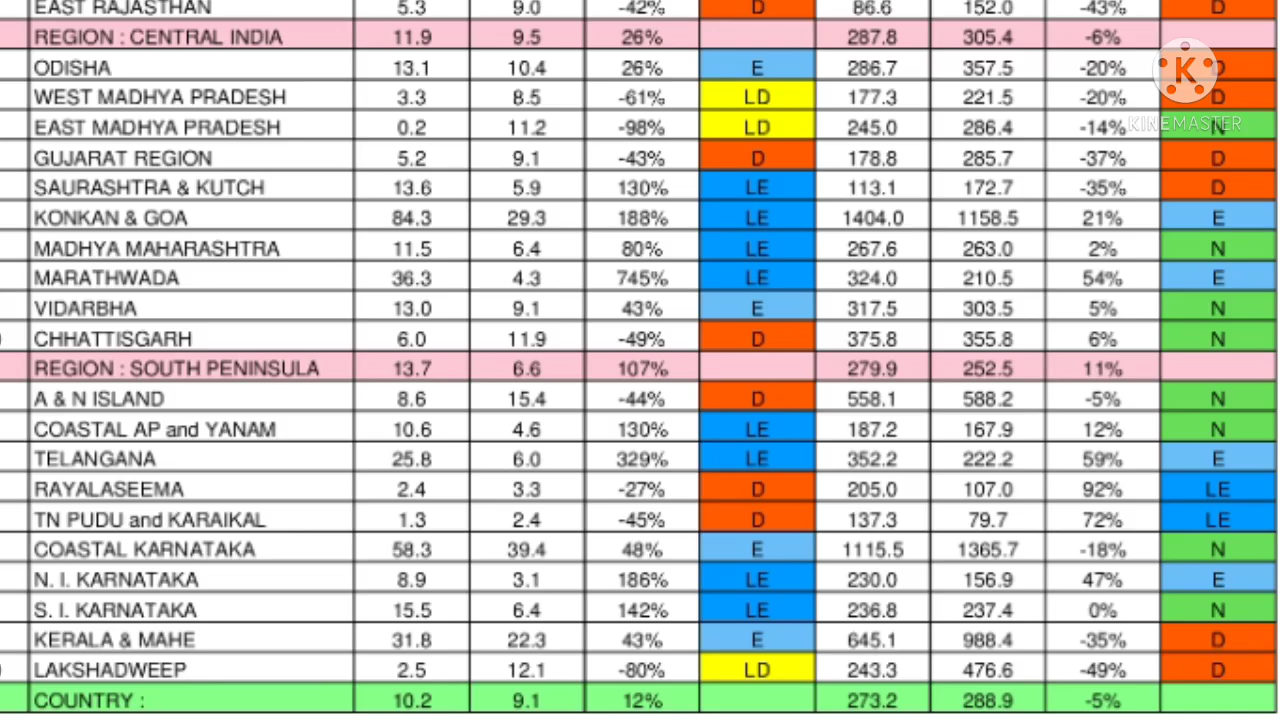 EAST RAJASTHAN 5.3 9.0 -42% D 86.6 152.0 -43% D
REGION : CENTRAL INDIA 11.9 9.5 26% 287.8 305.4 -6%
ODISHA 13.1 10.4 26% E 286.7 357.5 -20% D
WEST MADHYA PRADESH 3.3 8.5 -61% LD 177.3 221.5 -20% D
EAST MADHYA PRADESH 0.2 11.2 -98% LD 245.0 286.4 -14% N
KINEMASTER
GUJARAT REGION 5.2 9.1 -43% D 178.8 285.7 -37% D
SAURASHTRA & KUTCH 13.6 5.9 130% LE 113.1 172.7 -35% D
KONKAN & GOA 84.3 29.3 188% LE 1404.0 1158.5 21% E
MADHYA MAHARASHTRA 11.5 6.4 80% LE 267.6 263.0 2% N
MARATHWADA 36.3 4.3 745% LE 324.0 210.5 54% E
VIDARBHA 13.0 9.1 43% E 317.5 303.5 5% N
CHHATTISGARH 6.0 11.9 -49% D 375.8 355.8 6% N
REGION : SOUTH PENINSULA 13.7 6.6 107% 279.9 252.5 11%
A & N ISLAND 8.6 15.4 -44% D 558.1 588.2 -5% N
COASTAL AP and YANAM 10.6 4.6 130% LE 187.2 167.9 12% N
TELANGANA 25.8 6.0 329% LE 352.2 222.2 59% E
RAYALASEEMA 2.4 3.3 -27% D 205.0 107.0 92% LE
TN PUDU and KARAIKAL 1.3 2.4 -45% D 137.3 79.7 72% LE
COASTAL KARNATAKA 58.3 39.4 48% E 1115.5 1365.7 -18% N
N. I. KARNATAKA 8.9 3.1 186% LE 230.0 156.9 47% E
S. I. KARNATAKA 15.5 6.4 142% LE 236.8 237.4 0% N
KERALA & MAHE 31.8 22.3 43% E 645.1 988.4 -35% D
LAKSHADWEEP 2.5 12.1 -80% LD 243.3 476.6 -49% D
COUNTRY : 10.2 9.1 12% 273.2 288.9 -5%